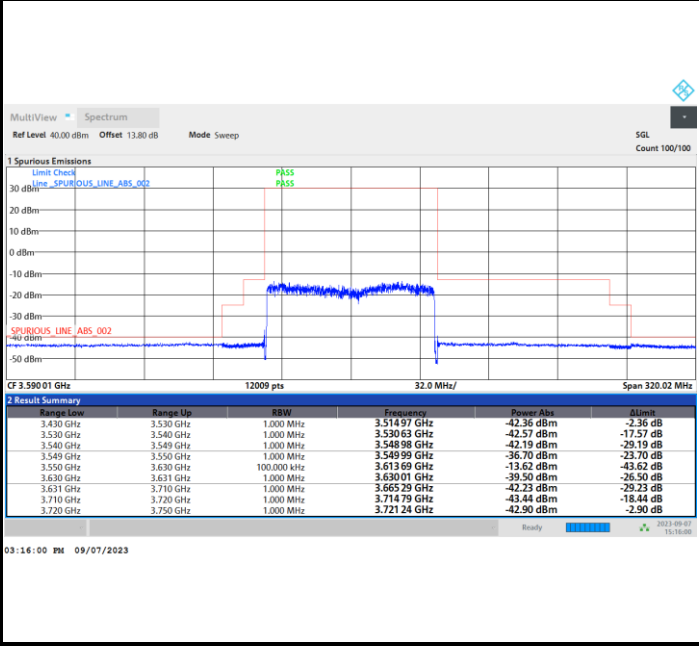 MultiView Spectrum
Ref Level 40.00 dBm Offset 13.80 dB Mode Sweep SGL
Count 100/100
1 Spurious Emissions
Limit Check PASS
Line _SPURIOUS_LINE_ABS_002 PASS
30 dBm
20 dBm
10 dBm
0 dBm
-10 dBm
-20 dBm
-30 dBm
SPURIOUS_LINE_ABS_002
-40 dBm
-50 dBm
CF 3.590 01 GHz 12009 pts 32.0 MHz/ Span 320.02 MHz
2 Result Summary
Range Low Range Up RBW Frequency Power Abs ΔLimit
3.430 GHz 3.530 GHz 1.000 MHz 3.514 97 GHz -42.36 dBm -2.36 dB
3.530 GHz 3.540 GHz 1.000 MHz 3.530 63 GHz -42.57 dBm -17.57 dB
3.540 GHz 3.549 GHz 1.000 MHz 3.548 98 GHz -42.19 dBm -29.19 dB
3.549 GHz 3.550 GHz 1.000 MHz 3.549 99 GHz -36.70 dBm -23.70 dB
3.550 GHz 3.630 GHz 100.000 kHz 3.613 69 GHz -13.62 dBm -43.62 dB
3.630 GHz 3.631 GHz 1.000 MHz 3.630 01 GHz -39.50 dBm -26.50 dB
3.631 GHz 3.710 GHz 1.000 MHz 3.665 29 GHz -42.23 dBm -29.23 dB
3.710 GHz 3.720 GHz 1.000 MHz 3.714 79 GHz -43.44 dBm -18.44 dB
3.720 GHz 3.750 GHz 1.000 MHz 3.721 24 GHz -42.90 dBm -2.90 dB
Ready 2023-09-07
15:16:00
03:16:00 PM 09/07/2023